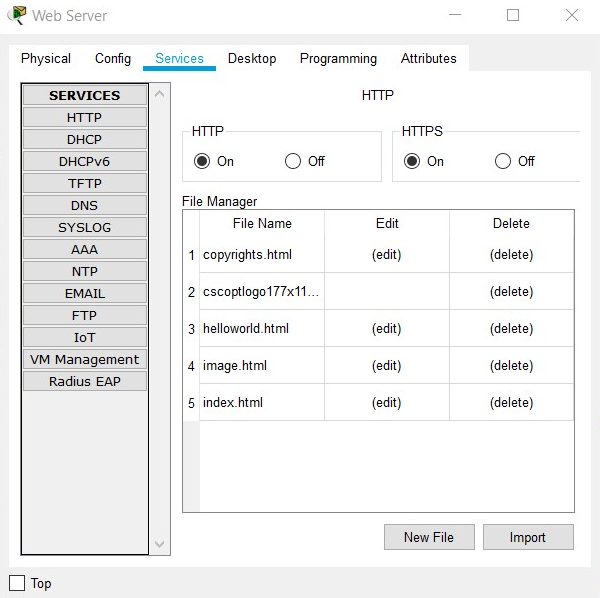 Web Server
Physical Config Services Desktop Programming Attributes
SERVICES
HTTP
DHCP
DHCPv6
TFTP
DNS
SYSLOG
AAA
NTP
EMAIL
FTP
IoT
VM Management
Radius EAP
HTTP
HTTP
On Off
HTTPS
On Off
File Manager
File Name Edit Delete
1 copyrights.html (edit) (delete)
2 cscoptlogo177x11... (delete)
3 helloworld.html (edit) (delete)
4 image.html (edit) (delete)
5 index.html (edit) (delete)
New File Import
Top